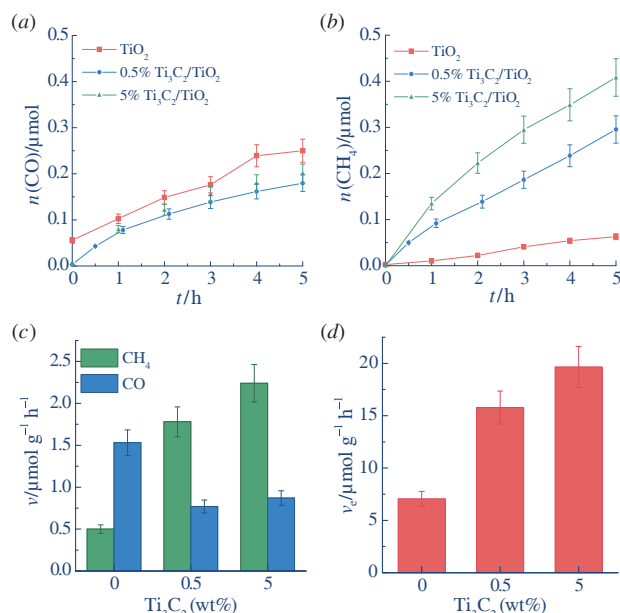 (a)
0.5
0.4
0.3
0.2
0.1
0.0
n(CO)/μmol
TiO₂
0.5% Ti₃C₂/TiO₂
5% Ti₃C₂/TiO₂
0 1 2 3 4 5
t/h
(b)
0.5
0.4
0.3
0.2
0.1
0.0
n(CH₄)/μmol
TiO₂
0.5% Ti₃C₂/TiO₂
5% Ti₃C₂/TiO₂
0 1 2 3 4 5
t/h
(c)
2.5
2.0
1.5
1.0
0.5
0.0
v/μmol g⁻¹ h⁻¹
CH₄
CO
0 0.5 5
Ti₃C₂ (wt%)
(d)
20
15
10
5
0
vₑ/μmol g⁻¹ h⁻¹
0 0.5 5
Ti₃C₂ (wt%)